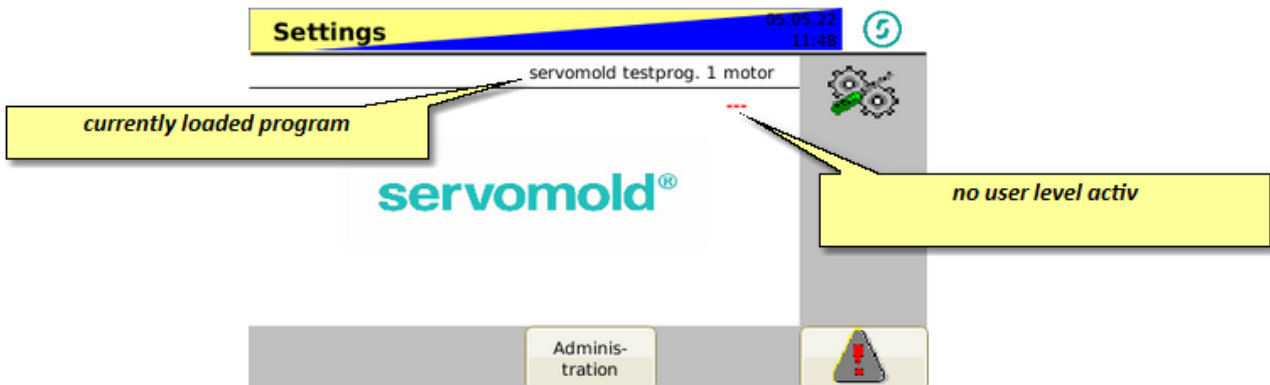 Settings
05.05.22
11:48
servomold testprog. 1 motor
---
currently loaded program
no user level activ
servomold®
Adminis-
tration